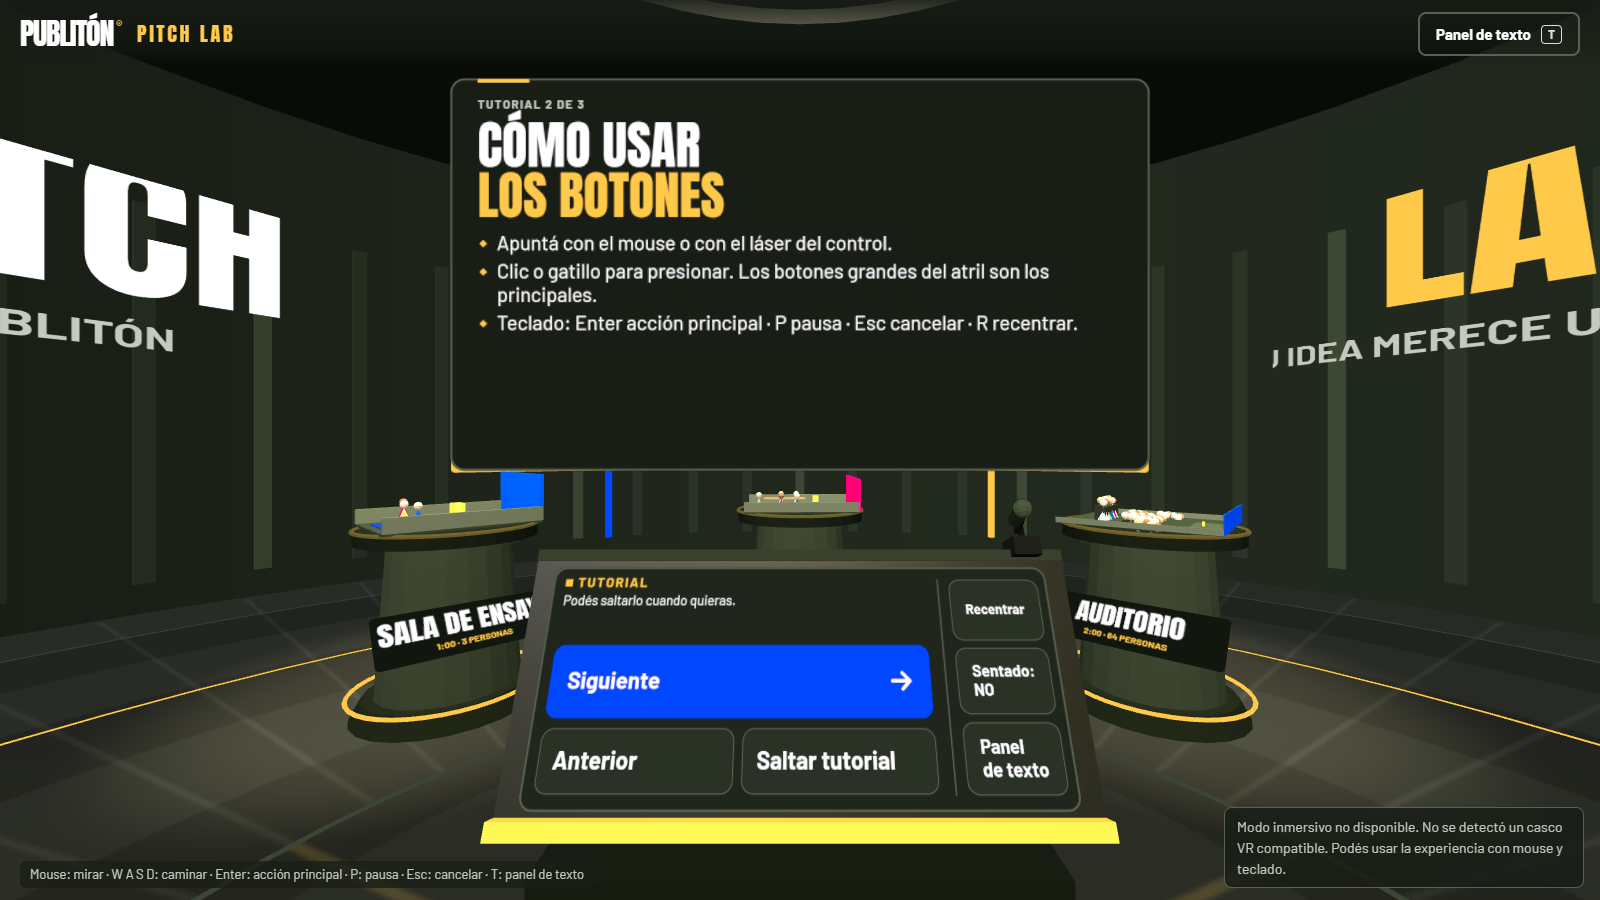 PUBLITÓN
PITCH LAB
Panel de texto T
TUTORIAL 2 DE 3
CÓMO USAR
LOS BOTONES
Apuntá con el mouse o con el láser del control.
Clic o gatillo para presionar. Los botones grandes del atril son los
principales.
Teclado: Enter acción principal · P pausa · Esc cancelar · R recentrar.
TCH
BLITÓN
LA
IDEA MERECE U
SALA DE ENSA
1:00 · 3 PERSONAS
AUDITORIO
2:00 · 64 PERSONAS
TUTORIAL
Podés saltarlo cuando quieras.
Siguiente
Anterior
Saltar tutorial
Recentrar
Sentado:
NO
Panel
de texto
Mouse: mirar · W A S D: caminar · Enter: acción principal · P: pausa · Esc: cancelar · T: panel de texto
Modo inmersivo no disponible. No se detectó un casco
VR compatible. Podés usar la experiencia con mouse y
teclado.